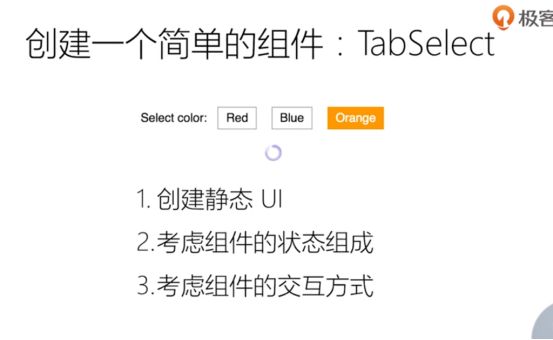 极客
创建一个简单的组件：TabSelect
Select color: Red Blue Orange
1. 创建静态 UI
2.考虑组件的状态组成
3.考虑组件的交互方式